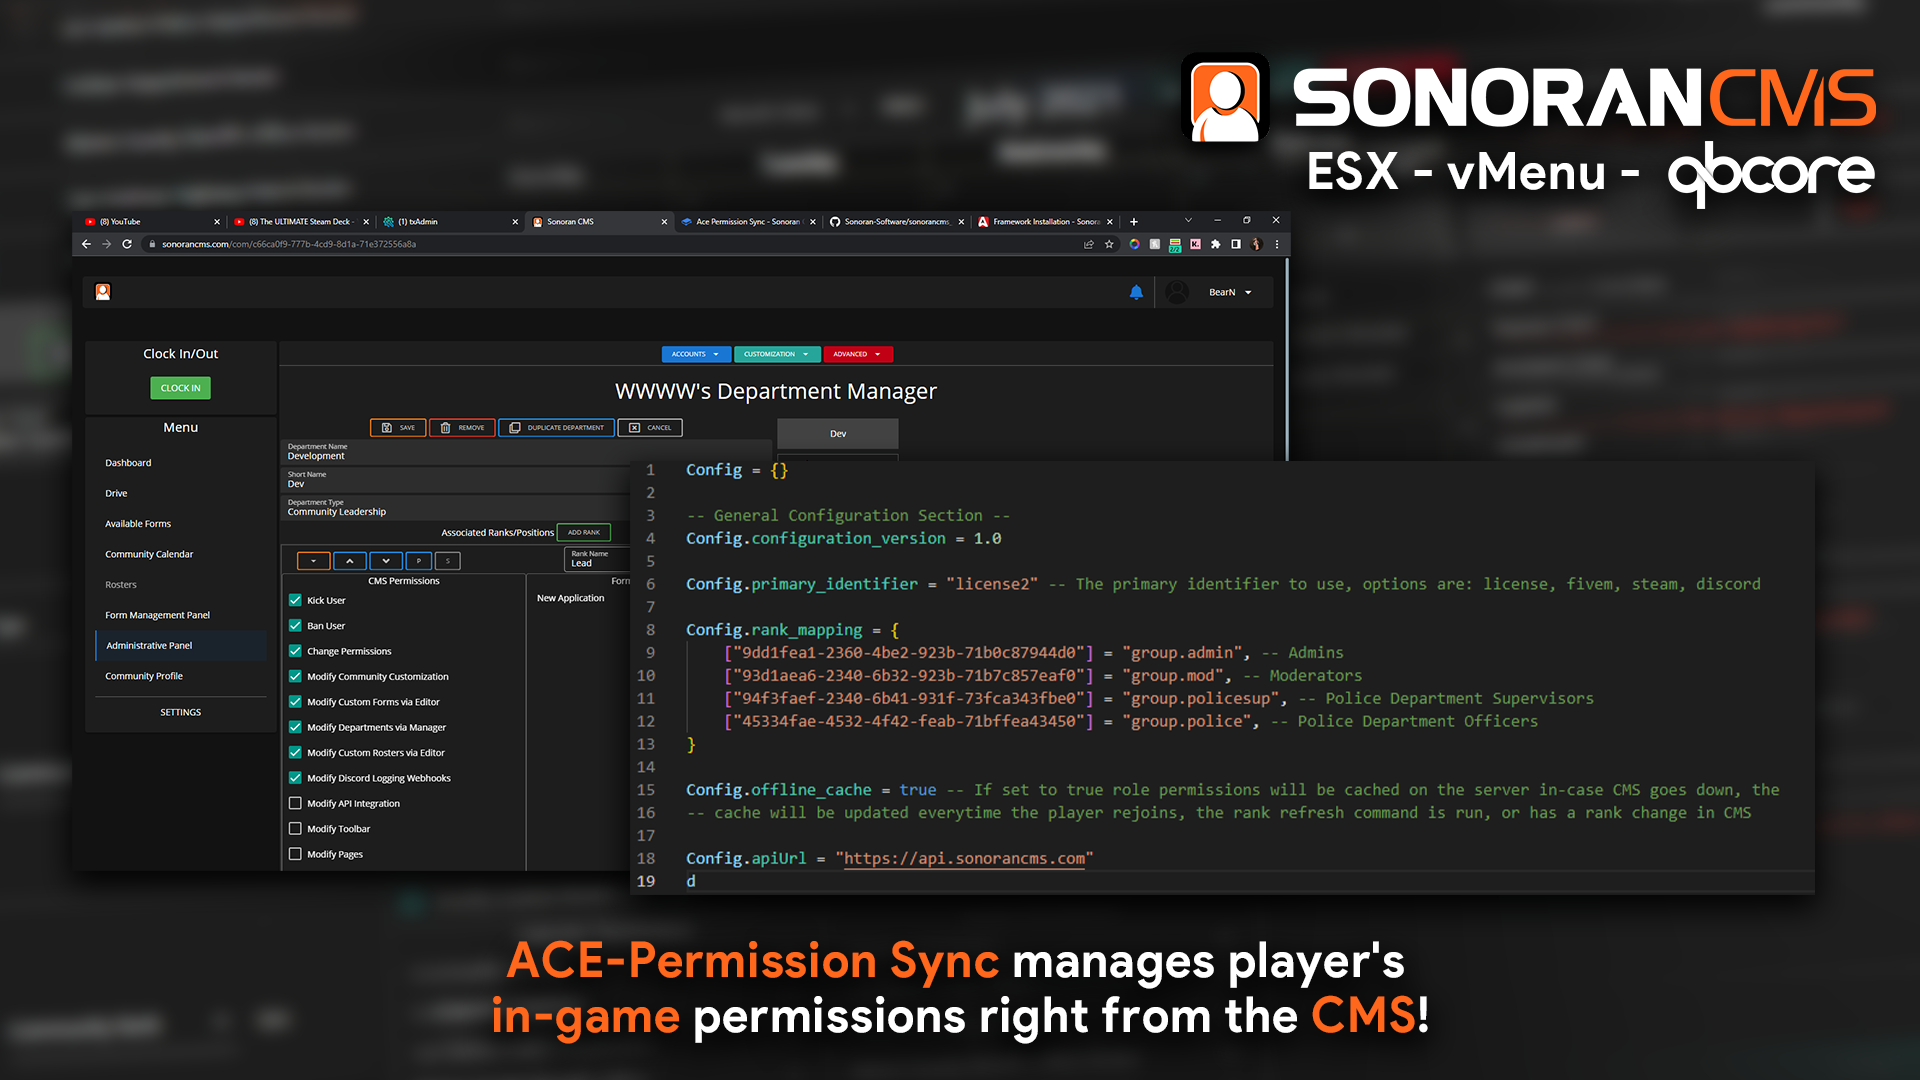 SONORANCMS
ESX - vMenu - qbcore
(8) YouTube
(8) The ULTIMATE Steam Deck -
(1) txAdmin
Sonoran CMS
Ace Permission Sync - Sonoran
Sonoran-Software/sonorancms
Framework Installation - Sonora
sonorancms.com/com/c66ca0f9-777b-4cd9-8d1a-71e372556a8a
BearN
Clock In/Out
CLOCK IN
Menu
Dashboard
Drive
Available Forms
Community Calendar
Rosters
Form Management Panel
Administrative Panel
Community Profile
SETTINGS
ACCOUNTS
CUSTOMIZATION
ADVANCED
WWWW's Department Manager
SAVE
REMOVE
DUPLICATE DEPARTMENT
CANCEL
Dev
Department Name
Development
Short Name
Dev
Department Type
Community Leadership
Associated Ranks/Positions
ADD RANK
P
S
Rank Name
Lead
CMS Permissions
Form
New Application
Kick User
Ban User
Change Permissions
Modify Community Customization
Modify Custom Forms via Editor
Modify Departments via Manager
Modify Custom Rosters via Editor
Modify Discord Logging Webhooks
Modify API Integration
Modify Toolbar
Modify Pages
1 Config = {}
2
3 -- General Configuration Section --
4 Config.configuration_version = 1.0
5
6 Config.primary_identifier = "license2" -- The primary identifier to use, options are: license, fivem, steam, discord
7
8 Config.rank_mapping = {
9 ["9dd1fea1-2360-4be2-923b-71b0c87944d0"] = "group.admin", -- Admins
10 ["93d1aea6-2340-6b32-923b-71b7c857eaf0"] = "group.mod", -- Moderators
11 ["94f3faef-2340-6b41-931f-73fca343fbe0"] = "group.policesup", -- Police Department Supervisors
12 ["45334fae-4532-4f42-feab-71bffea43450"] = "group.police", -- Police Department Officers
13 }
14
15 Config.offline_cache = true -- If set to true role permissions will be cached on the server in-case CMS goes down, the
16 -- cache will be updated everytime the player rejoins, the rank refresh command is run, or has a rank change in CMS
17
18 Config.apiUrl = "https://api.sonorancms.com"
19 d
ACE-Permission Sync manages player's
in-game permissions right from the CMS!